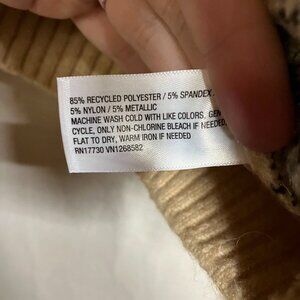 85% RECYCLED POLYESTER / 5% SPANDEX
5% NYLON / 5% METALLIC
MACHINE WASH COLD WITH LIKE COLORS, GEN
CYCLE, ONLY NON-CHLORINE BLEACH IF NEEDED,
FLAT TO DRY, WARM IRON IF NEEDED
RN17730 VN1268582